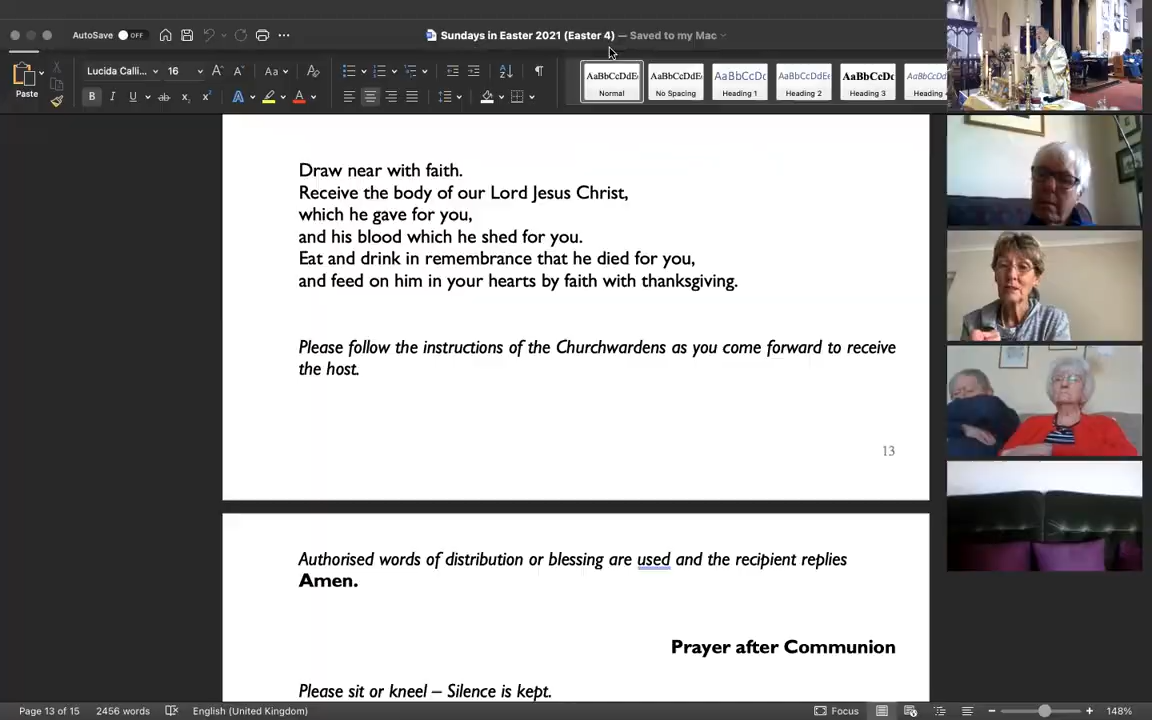 AutoSave OFF
Sundays in Easter 2021 (Easter 4) — Saved to my Mac
Paste
Lucida Calli... 16
AaBbCcDdE Normal
AaBbCcDdE No Spacing
AaBbCcDc Heading 1
AaBbCcDdE Heading 2
AaBbCcDc Heading 3
AaBbCcDd Heading
Draw near with faith.
Receive the body of our Lord Jesus Christ,
which he gave for you,
and his blood which he shed for you.
Eat and drink in remembrance that he died for you,
and feed on him in your hearts by faith with thanksgiving.
Please follow the instructions of the Churchwardens as you come forward to receive
the host.
13
Authorised words of distribution or blessing are used and the recipient replies
Amen.
Prayer after Communion
Please sit or kneel – Silence is kept.
Page 13 of 15 2456 words English (United Kingdom) Focus 148%